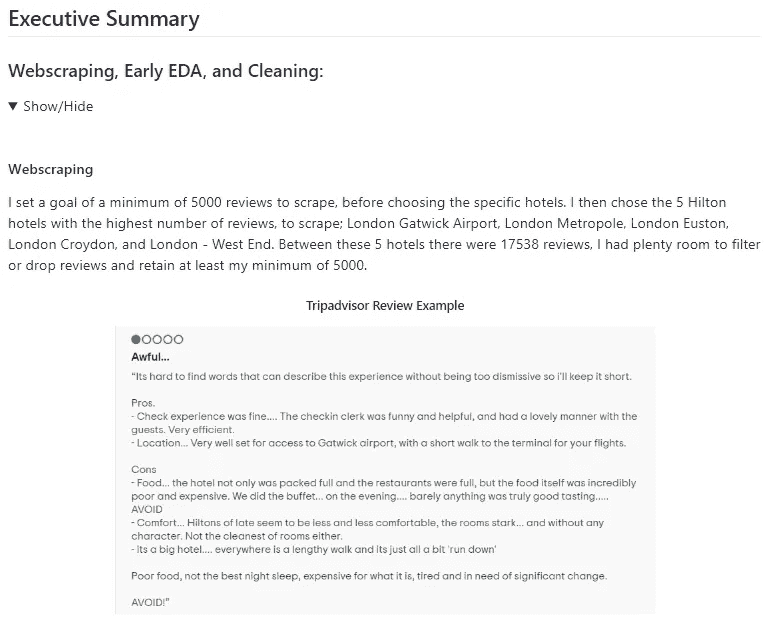 Executive Summary
Webscraping, Early EDA, and Cleaning:
▼ Show/Hide
Webscraping
I set a goal of a minimum of 5000 reviews to scrape, before choosing the specific hotels. I then chose the 5 Hilton
hotels with the highest number of reviews, to scrape; London Gatwick Airport, London Metropole, London Euston,
London Croydon, and London - West End. Between these 5 hotels there were 17538 reviews, I had plenty room to filter
or drop reviews and retain at least my minimum of 5000.
Tripadvisor Review Example
Awful...
"Its hard to find words that can describe this experience without being too dismissive so i'll keep it short.
Pros.
- Check experience was fine.... The checkin clerk was funny and helpful, and had a lovely manner with the
guests. Very efficient.
- Location... Very well set for access to Gatwick airport, with a short walk to the terminal for your flights.
Cons
- Food... the hotel not only was packed full and the restaurants were full, but the food itself was incredibly
poor and expensive. We did the buffet... on the evening.... barely anything was truly good tasting.....
AVOID
- Comfort... Hiltons of late seem to be less and less comfortable, the rooms stark... and without any
character. Not the cleanest of rooms either.
- Its a big hotel.... everywhere is a lengthy walk and its just all a bit 'run down'
Poor food, not the best night sleep, expensive for what it is, tired and in need of significant change.
AVOID!"